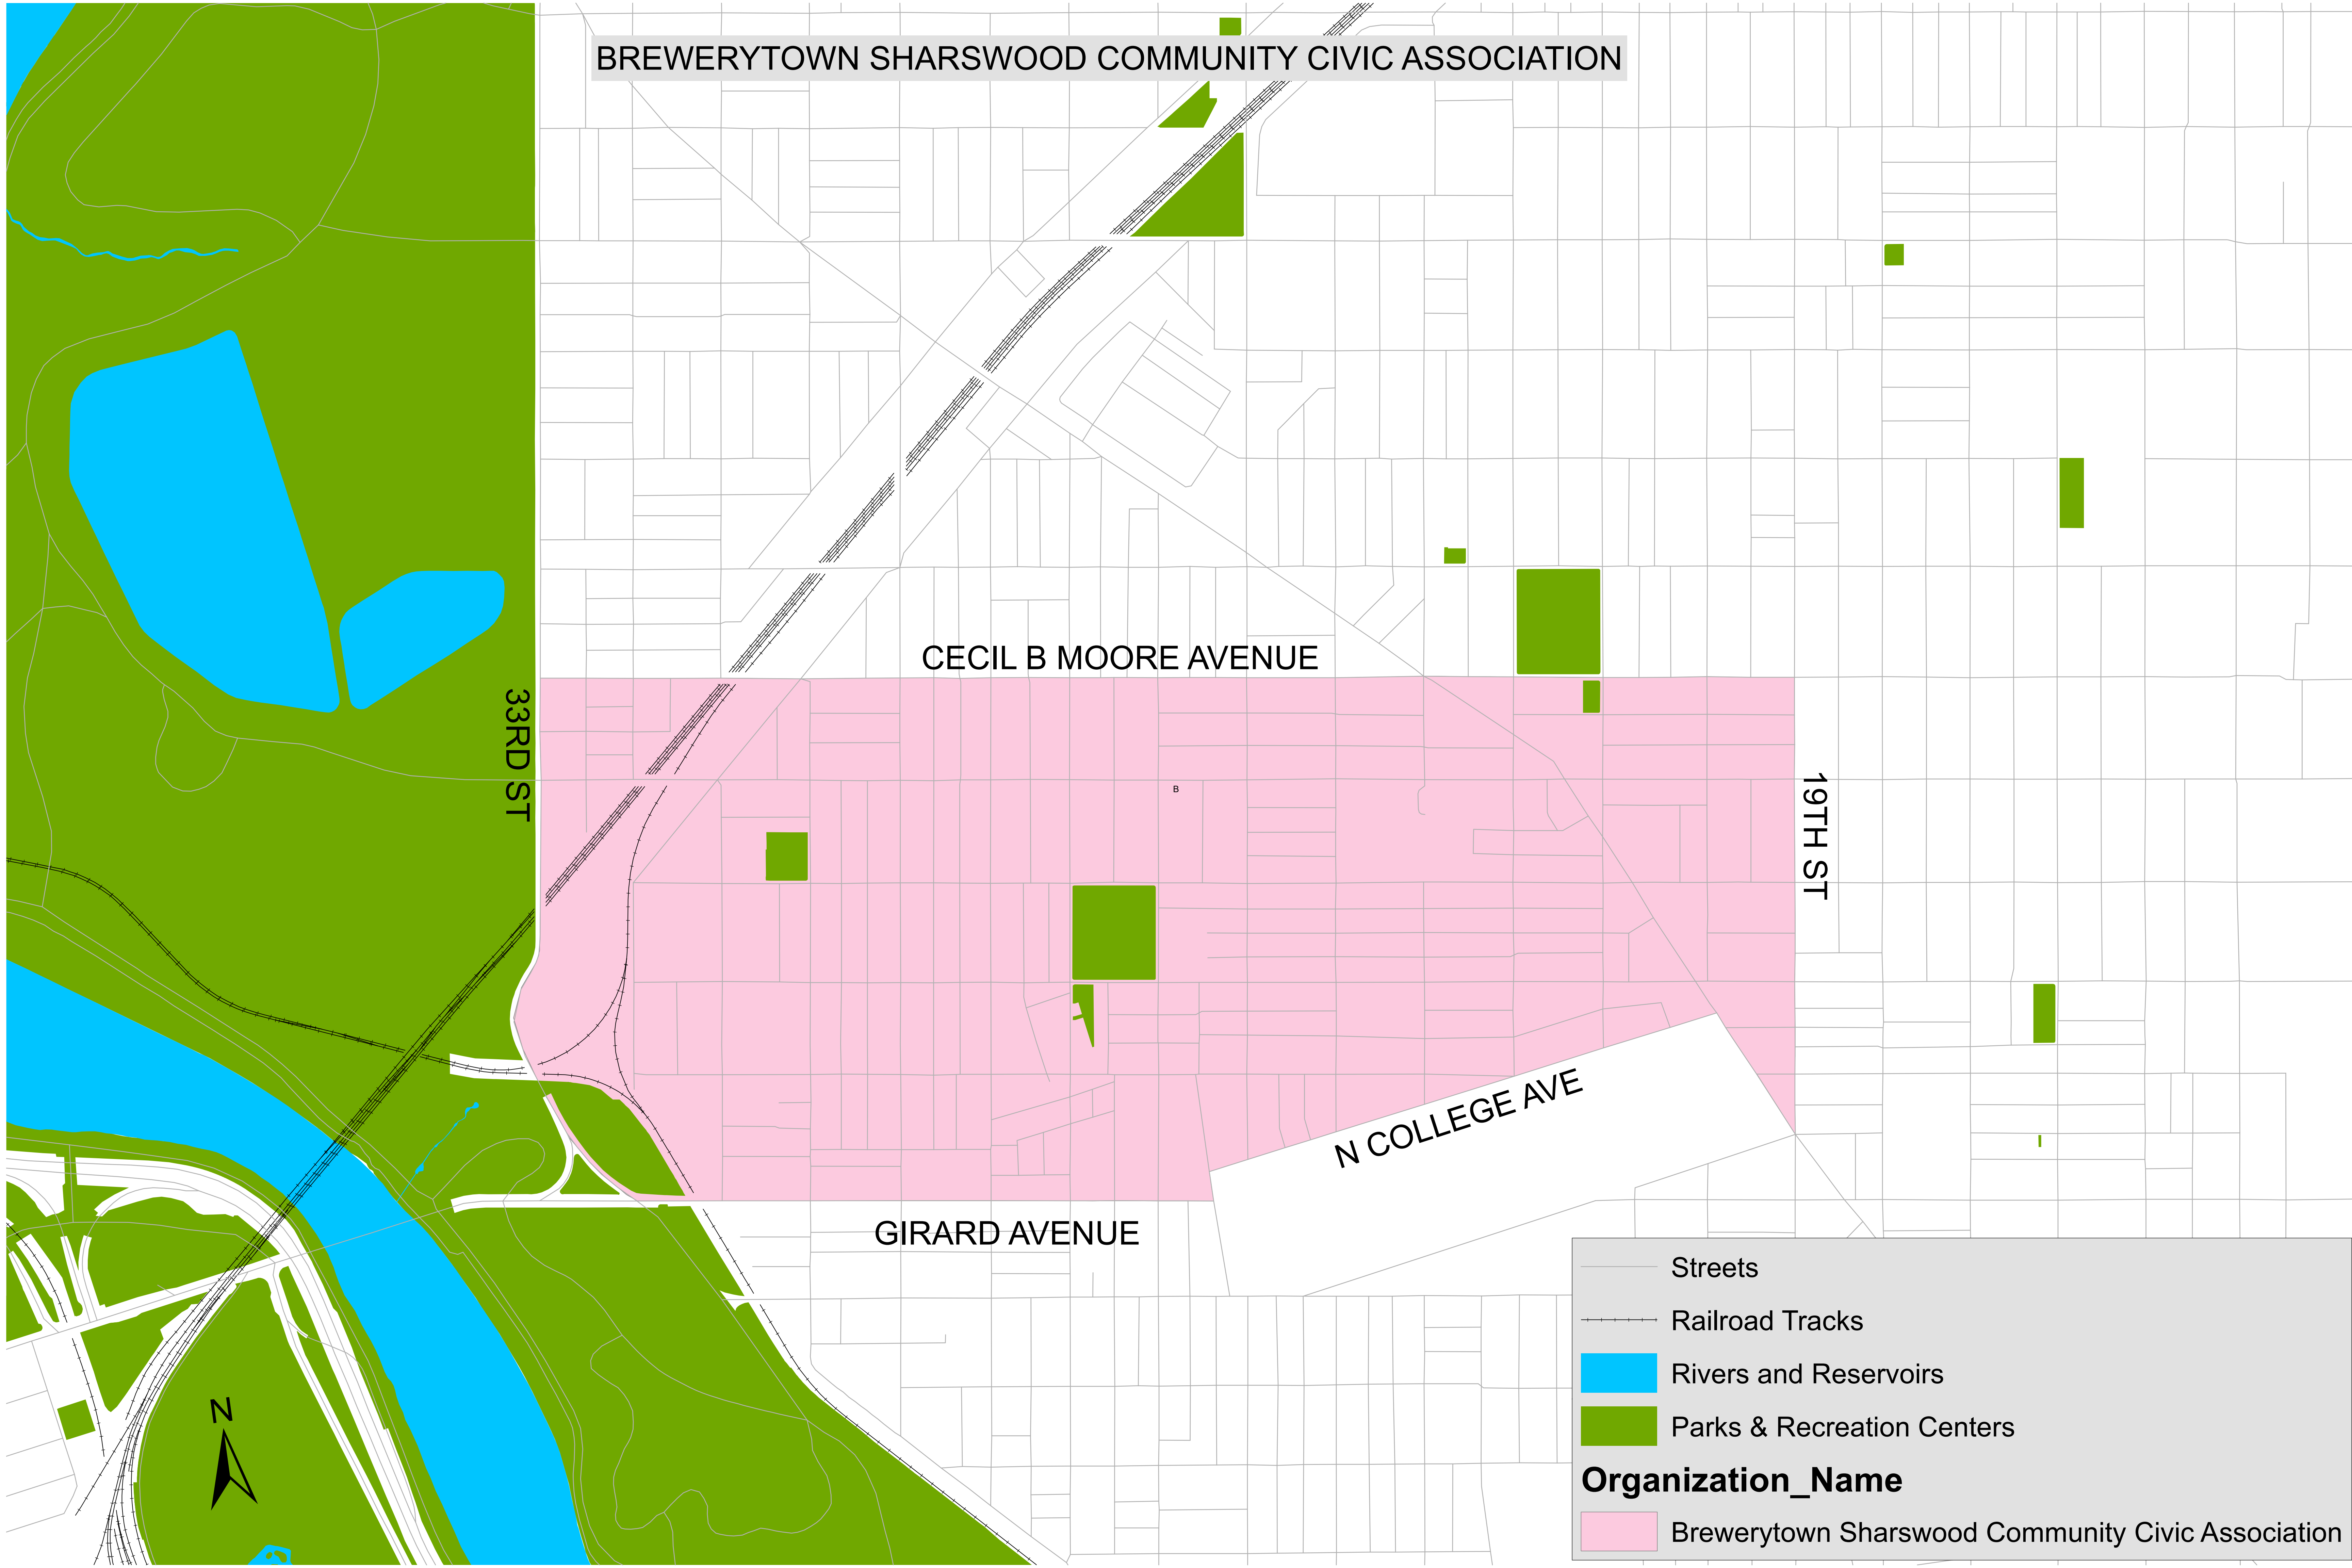 BREWERYTOWN SHARSWOOD COMMUNITY CIVIC ASSOCIATION
CECIL B MOORE AVENUE
33RD ST
B
19TH ST
N COLLEGE AVE
GIRARD AVENUE
N
Streets
Railroad Tracks
Rivers and Reservoirs
Parks & Recreation Centers
Organization_Name
Brewerytown Sharswood Community Civic Association